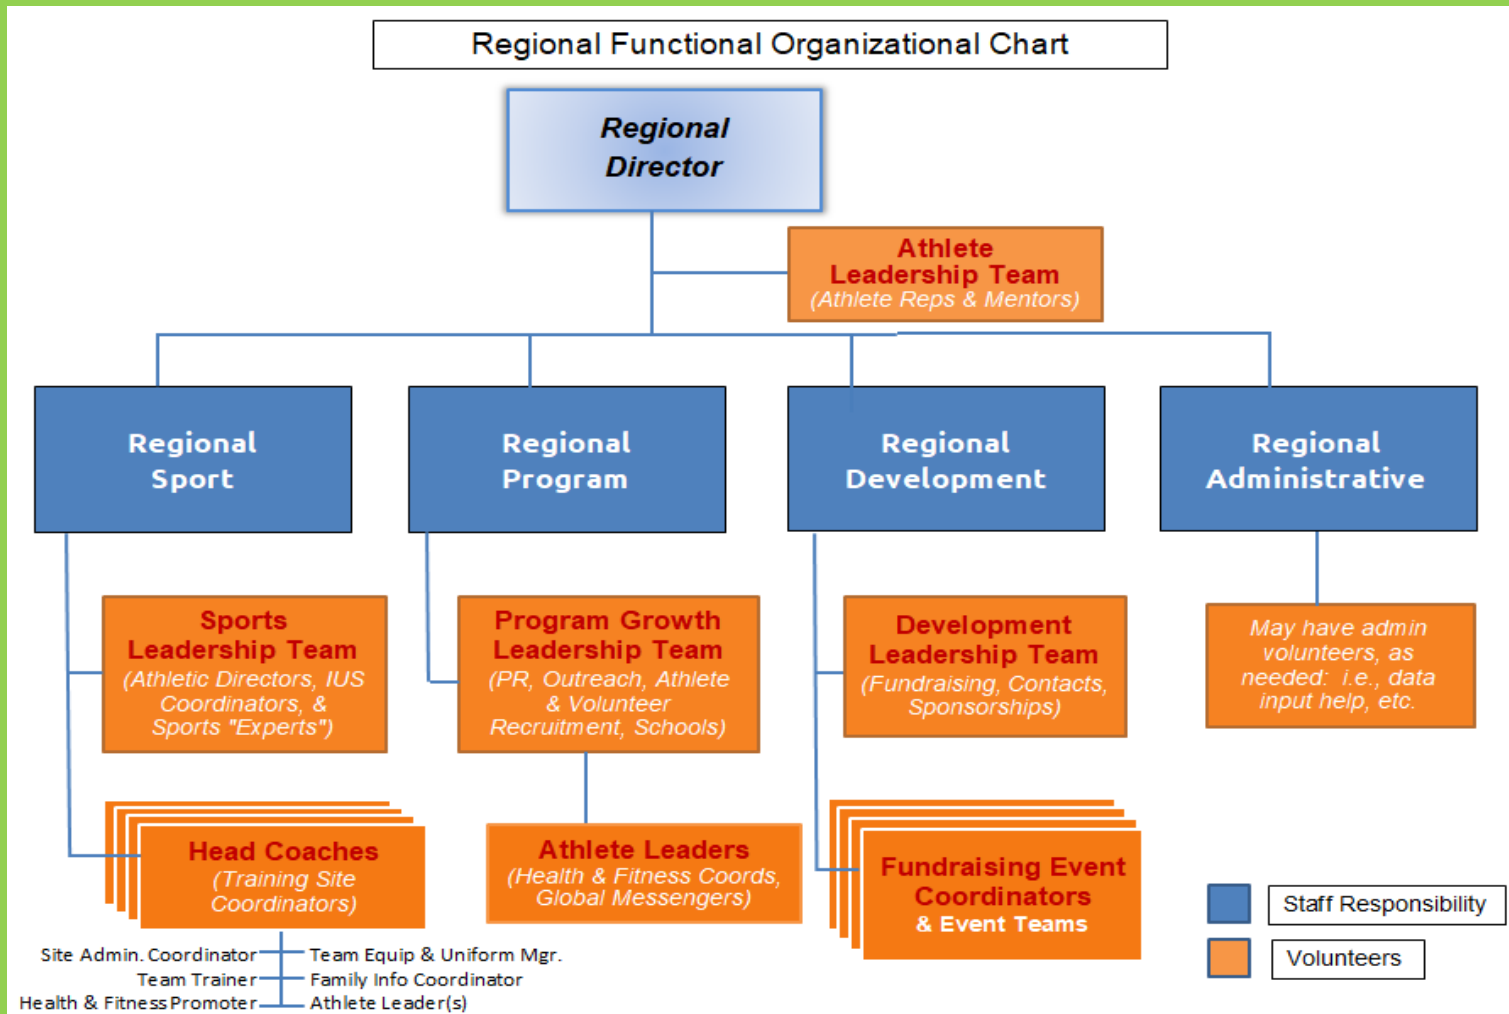 Regional Functional Organizational Chart
Regional
Director
Athlete
Leadership Team
(Athlete Reps & Mentors)
Regional
Sport
Regional
Program
Regional
Development
Regional
Administrative
Sports
Leadership Team
(Athletic Directors, IUS
Coordinators, &
Sports "Experts")
Program Growth
Leadership Team
(PR, Outreach, Athlete
& Volunteer
Recruitment, Schools)
Development
Leadership Team
(Fundraising, Contacts,
Sponsorships)
May have admin
volunteers, as
needed:  i.e., data
input help, etc.
Head Coaches
(Training Site
Coordinators)
Athlete Leaders
(Health & Fitness Coords,
Global Messengers)
Fundraising Event
Coordinators
& Event Teams
Staff Responsibility
Volunteers
Site Admin. Coordinator
Team Equip & Uniform Mgr.
Team Trainer
Family Info Coordinator
Health & Fitness Promoter
Athlete Leader(s)